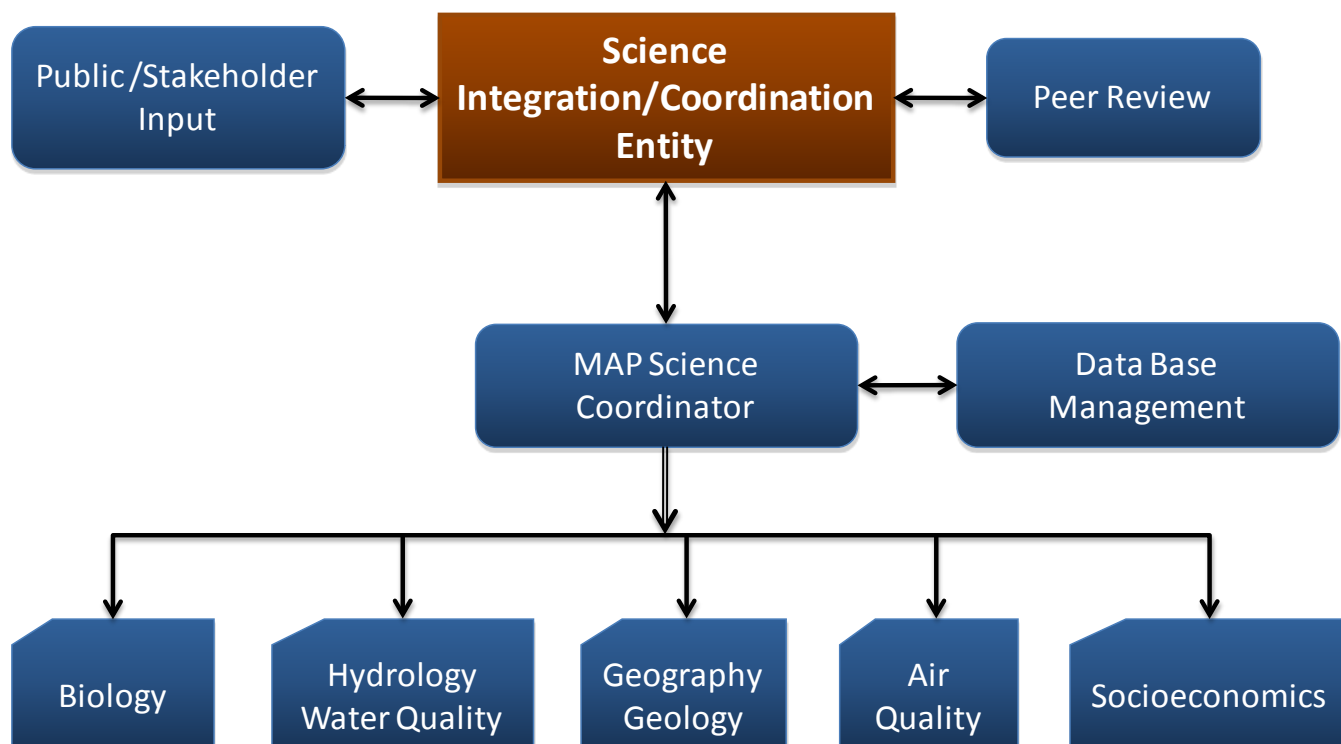 Public /Stakeholder
Input
Science
Integration/Coordination
Entity
Peer Review
MAP Science
Coordinator
Data Base
Management
Biology
Hydrology
Water Quality
Geography
Geology
Air
Quality
Socioeconomics